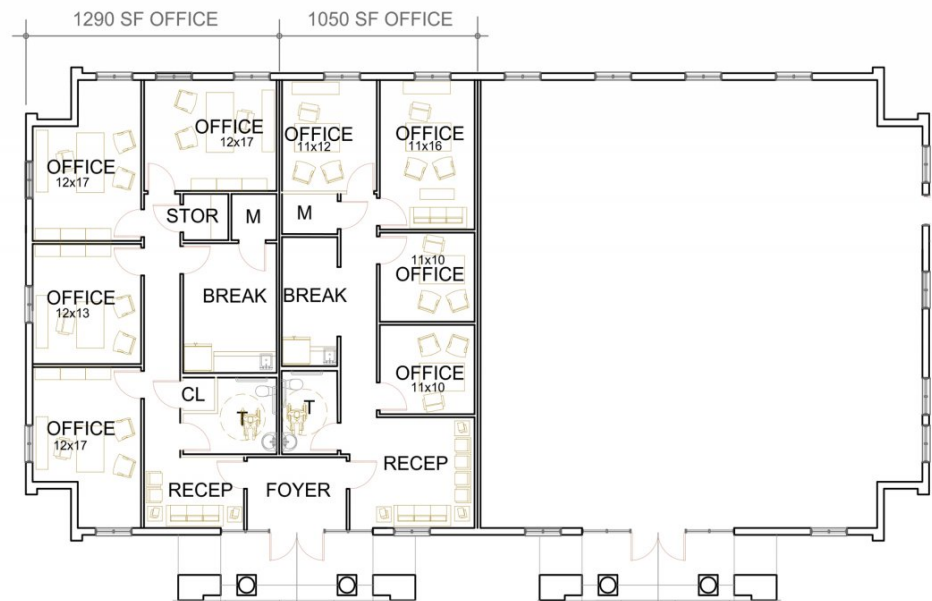 1290 SF OFFICE
1050 SF OFFICE
OFFICE
12x17
OFFICE
12x17
OFFICE
11x12
OFFICE
11x16
STOR
M
M
11x10
OFFICE
OFFICE
12x13
BREAK
BREAK
OFFICE
11x10
CL
T
T
OFFICE
12x17
RECEP
FOYER
RECEP